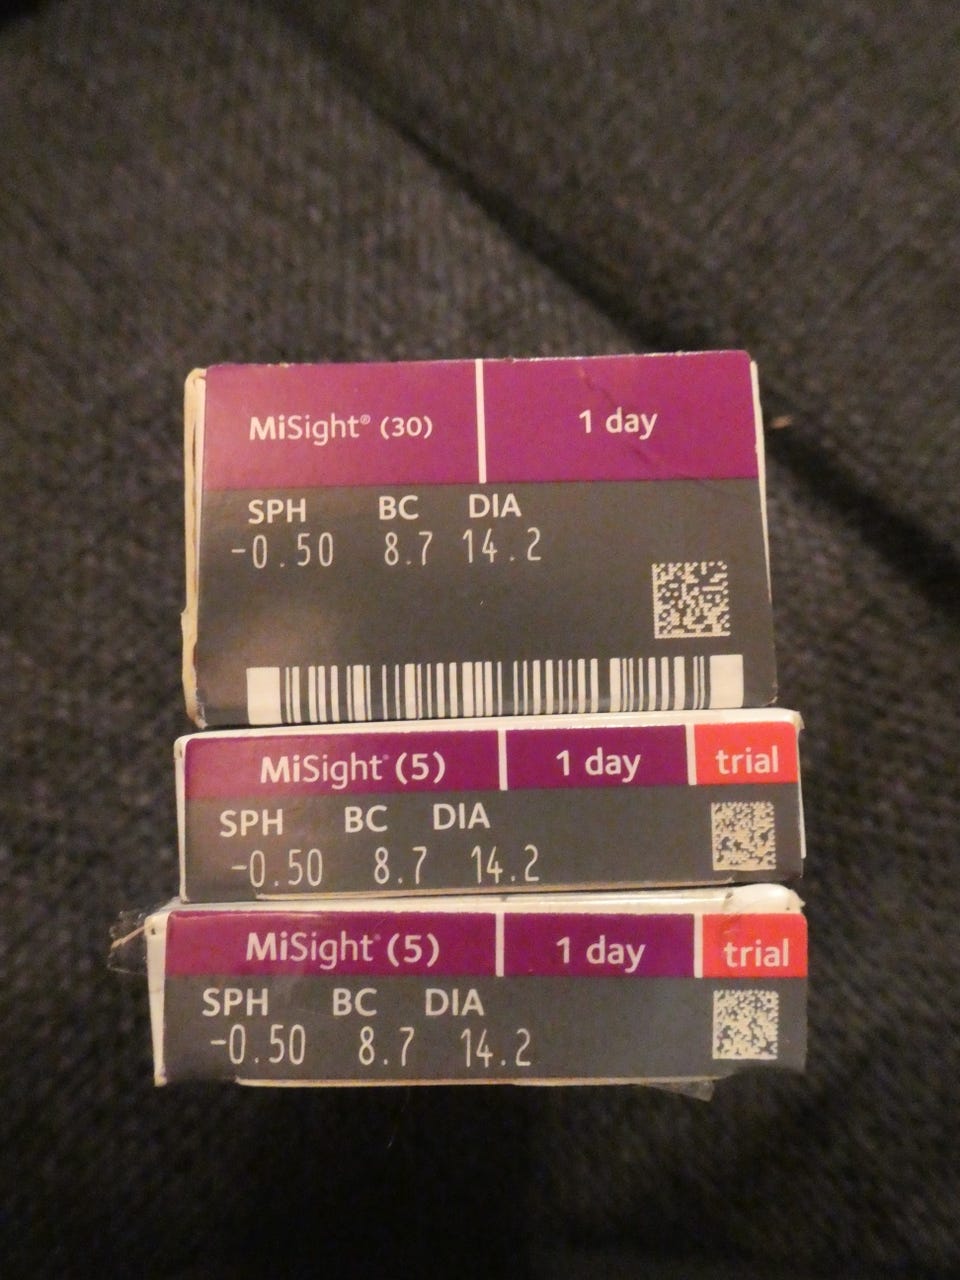 MiSight® (30) 1 day
SPH BC DIA
-0.50 8.7 14.2
MiSight® (5) 1 day trial
SPH BC DIA
-0.50 8.7 14.2
MiSight® (5) 1 day trial
SPH BC DIA
-0.50 8.7 14.2